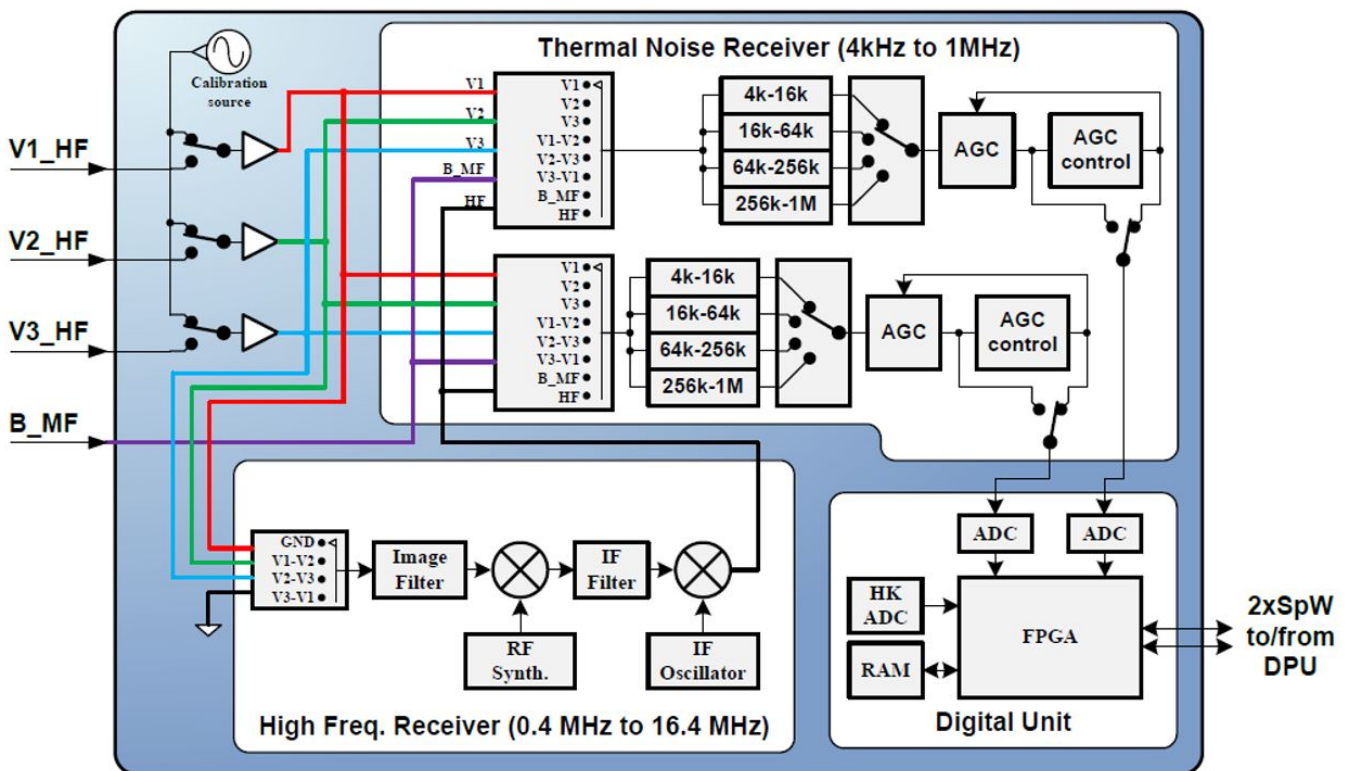 Thermal Noise Receiver (4kHz to 1MHz)
Calibration
source
V1_HF
V2_HF
V3_HF
B_MF
V1
V2
V3
B_MF
HF
V1
V2
V3
V1-V2
V2-V3
V3-V1
B_MF
HF
4k-16k
16k-64k
64k-256k
256k-1M
AGC
AGC
control
V1
V2
V3
V1-V2
V2-V3
V3-V1
B_MF
HF
4k-16k
16k-64k
64k-256k
256k-1M
AGC
AGC
control
GND
V1-V2
V2-V3
V3-V1
Image
Filter
IF
Filter
RF
Synth.
IF
Oscillator
High Freq. Receiver (0.4 MHz to 16.4 MHz)
ADC
ADC
HK
ADC
RAM
FPGA
Digital Unit
2xSpW
to/from
DPU